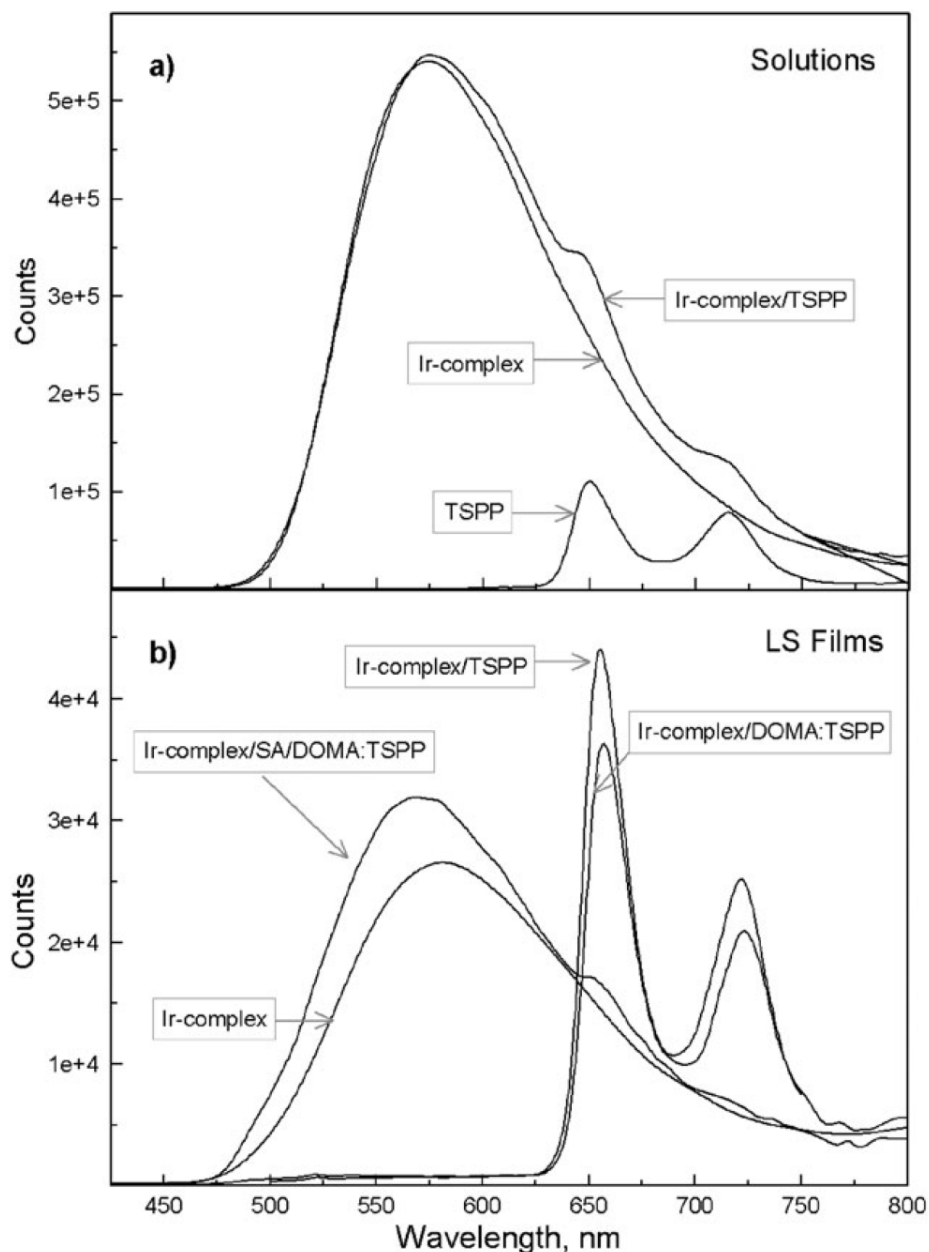 a)
Solutions
5e+5
4e+5
3e+5
2e+5
1e+5
Counts
Ir-complex/TSPP
Ir-complex
TSPP
b)
LS Films
Ir-complex/TSPP
Ir-complex/SA/DOMA:TSPP
Ir-complex/DOMA:TSPP
Ir-complex
4e+4
3e+4
2e+4
1e+4
Counts
450 500 550 600 650 700 750 800
Wavelength, nm